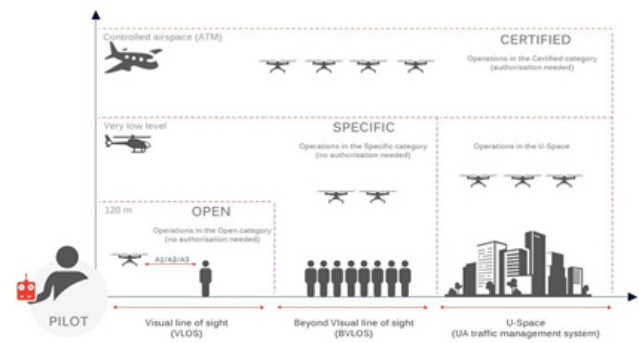 Controlled airspace (ATM)
CERTIFIED
Operations in the Certified category
(authorisation needed)
Very low level
SPECIFIC
Operations in the Specific category
(no authorisation needed)
Operations in the U-Space
120 m
OPEN
Operations in the Open category
(no authorisation needed)
A1/A2/A3
PILOT
Visual line of sight
(VLOS)
Beyond VIsual line of sight
(BVLOS)
U-Space
(UA traffic management system)